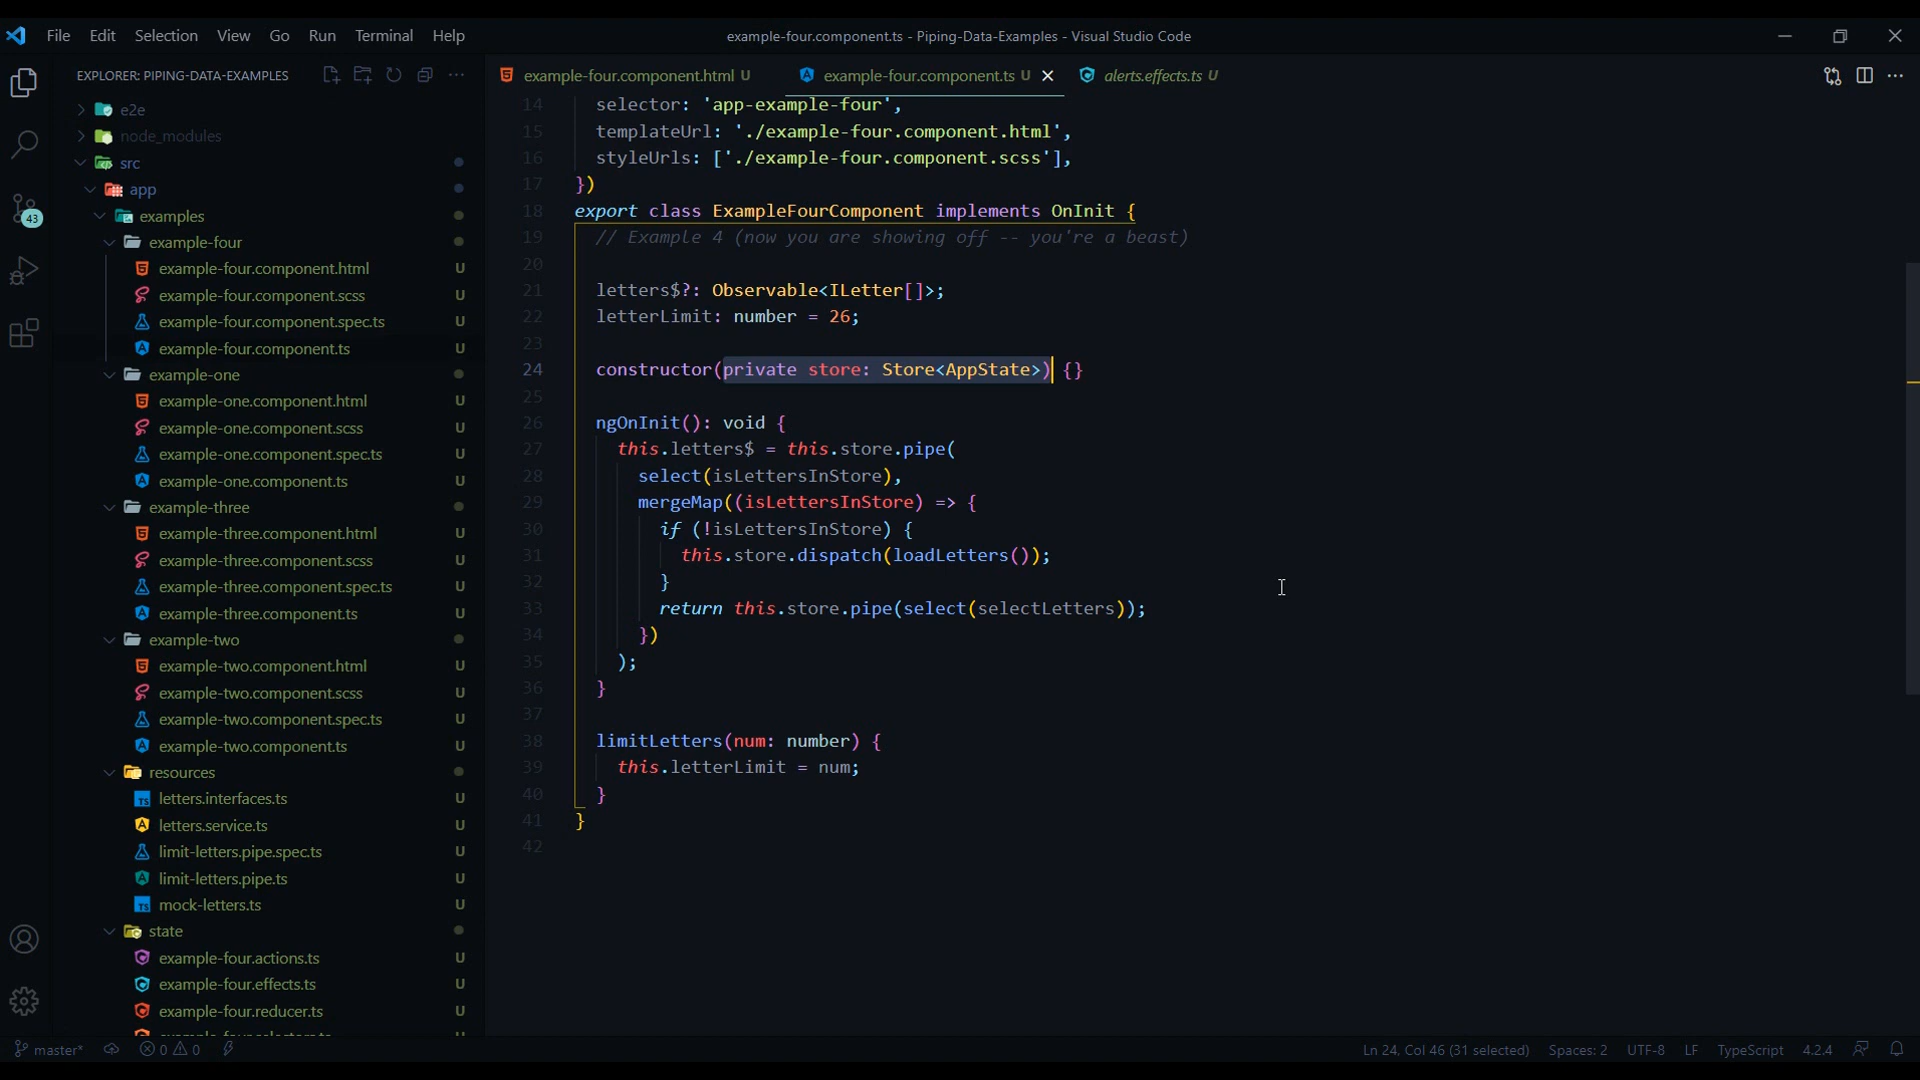 File Edit Selection View Go Run Terminal Help
example-four.component.ts - Piping-Data-Examples - Visual Studio Code
EXPLORER: PIPING-DATA-EXAMPLES
e2e
node_modules
src
app
examples
example-four
example-four.component.html U
example-four.component.scss U
example-four.component.spec.ts U
example-four.component.ts U
example-one
example-one.component.html U
example-one.component.scss U
example-one.component.spec.ts U
example-one.component.ts U
example-three
example-three.component.html U
example-three.component.scss U
example-three.component.spec.ts U
example-three.component.ts U
example-two
example-two.component.html U
example-two.component.scss U
example-two.component.spec.ts U
example-two.component.ts U
resources
letters.interfaces.ts U
letters.service.ts U
limit-letters.pipe.spec.ts U
limit-letters.pipe.ts U
mock-letters.ts U
state
example-four.actions.ts U
example-four.effects.ts U
example-four.reducer.ts U
43
example-four.component.html U example-four.component.ts U alerts.effects.ts U
14 selector: 'app-example-four',
15 templateUrl: './example-four.component.html',
16 styleUrls: ['./example-four.component.scss'],
17 })
18 export class ExampleFourComponent implements OnInit {
19 // Example 4 (now you are showing off -- you're a beast)
20
21 letters$?: Observable<ILetter[]>;
22 letterLimit: number = 26;
23
24 constructor(private store: Store<AppState>) {}
25
26 ngOnInit(): void {
27 this.letters$ = this.store.pipe(
28 select(isLettersInStore),
29 mergeMap((isLettersInStore) => {
30 if (!isLettersInStore) {
31 this.store.dispatch(loadLetters());
32 }
33 return this.store.pipe(select(selectLetters));
34 })
35 );
36 }
37
38 limitLetters(num: number) {
39 this.letterLimit = num;
40 }
41 }
42
master* 0 0 Ln 24, Col 46 (31 selected) Spaces: 2 UTF-8 LF TypeScript 4.2.4